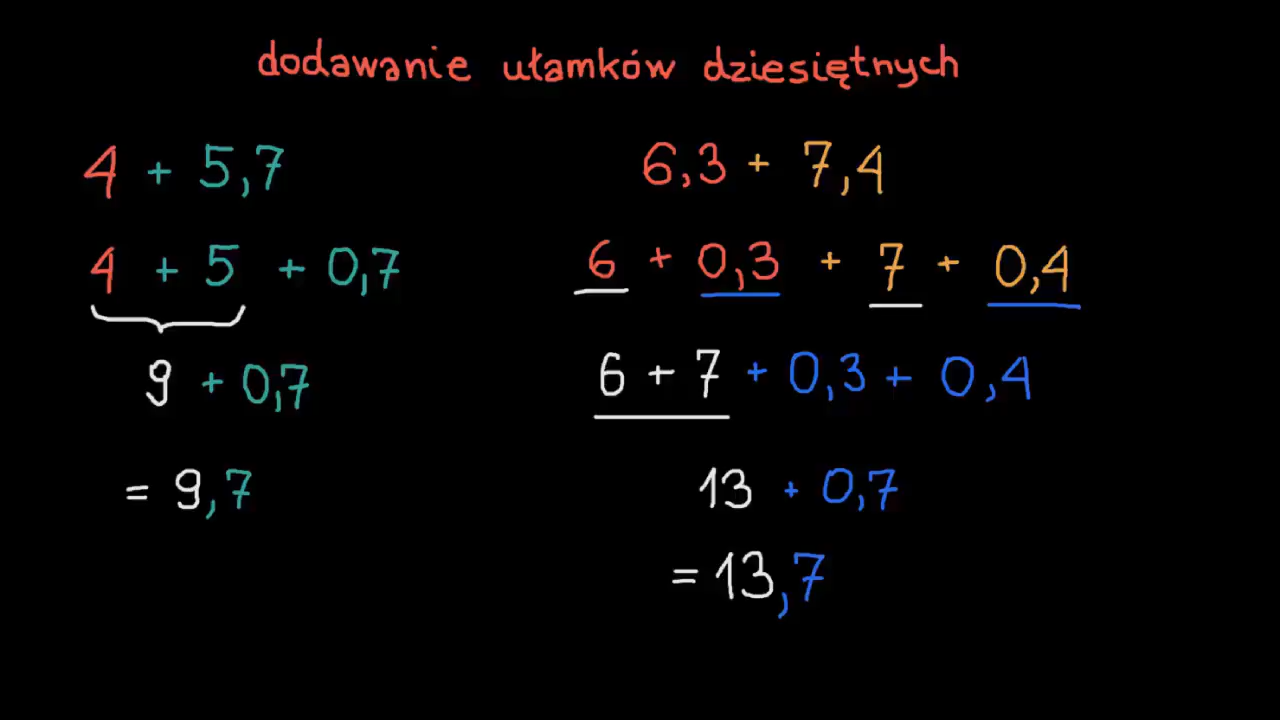 dodawanie ułamków dziesiętnych
4 + 5,7
4 + 5 + 0,7
9 + 0,7
= 9,7
6,3 + 7,4
6 + 0,3 + 7 + 0,4
6 + 7 + 0,3 + 0,4
13 + 0,7
= 13,7